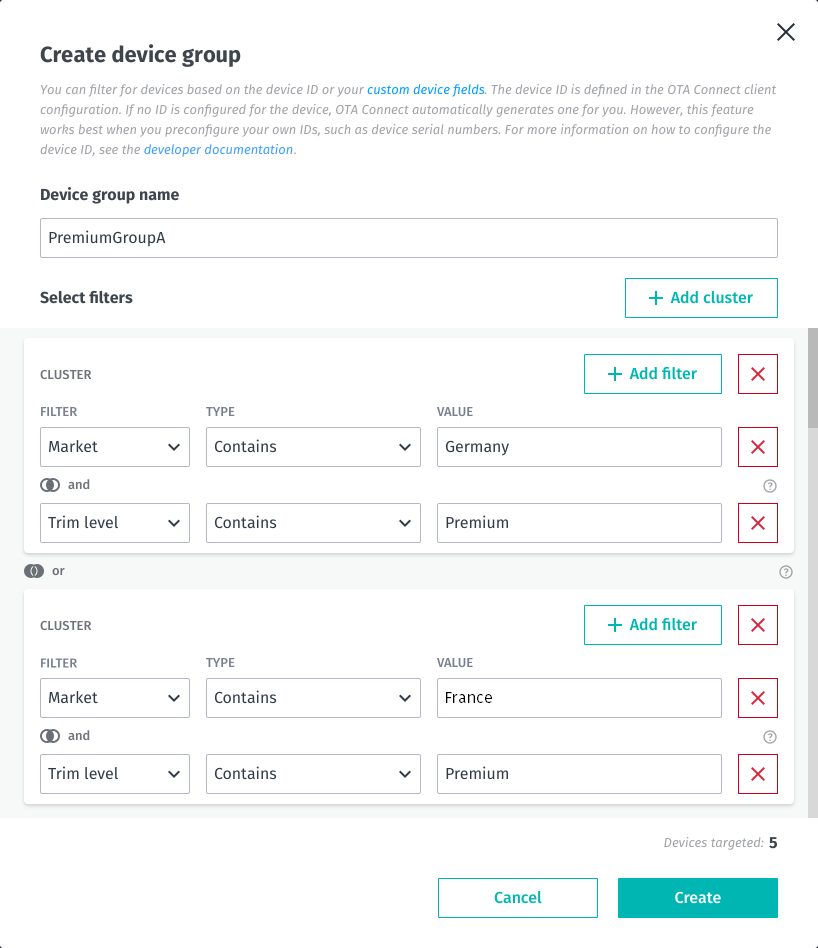 Create device group
You can filter for devices based on the device ID or your custom device fields. The device ID is defined in the OTA Connect client
configuration. If no ID is configured for the device, OTA Connect automatically generates one for you. However, this feature
works best when you preconfigure your own IDs, such as device serial numbers. For more information on how to configure the
device ID, see the developer documentation.
Device group name
PremiumGroupA
Select filters
+ Add cluster
CLUSTER
+ Add filter
FILTER TYPE VALUE
Market Contains Germany
and
?
Trim level Contains Premium
or
?
CLUSTER
+ Add filter
FILTER TYPE VALUE
Market Contains France
and
?
Trim level Contains Premium
Devices targeted: 5
Cancel Create